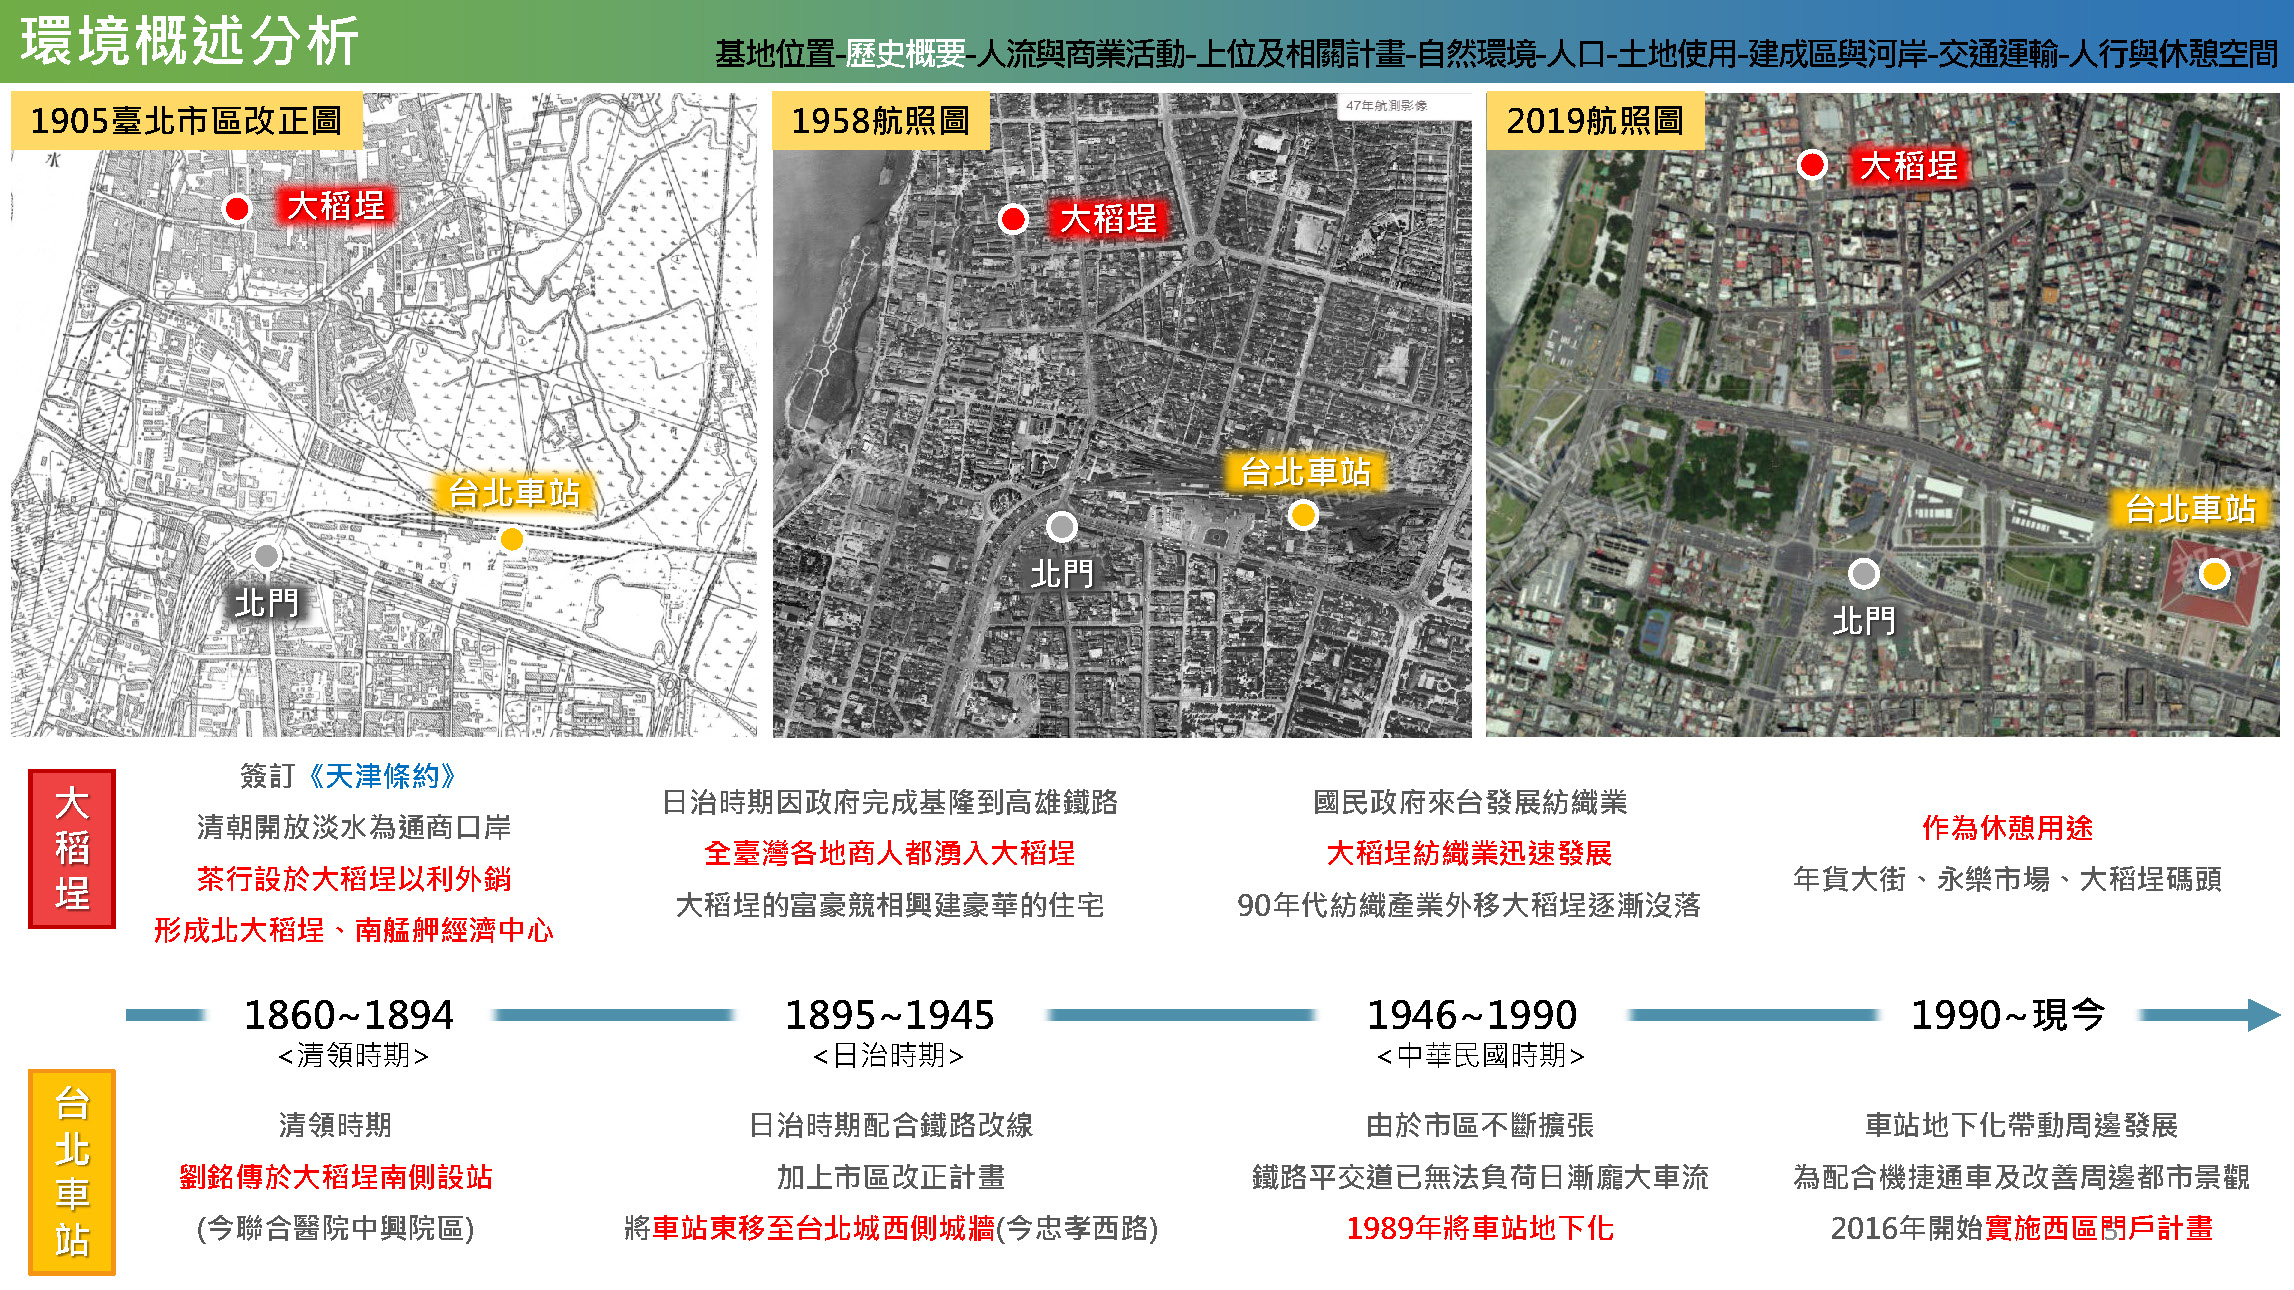 環境概述分析
基地位置-歷史概要-人流與商業活動-上位及相關計畫-自然環境-人口-土地使用-建成區與河岸-交通運輸-人行與休憩空間
1905臺北市區改正圖
水
大稻埕
台北車站
北門
1958航照圖
47年航測影像
大稻埕
台北車站
北門
2019航照圖
大稻埕
台北車站
北門
大稻埕
簽訂《天津條約》
清朝開放淡水為通商口岸
茶行設於大稻埕以利外銷
形成北大稻埕、南艋舺經濟中心
日治時期因政府完成基隆到高雄鐵路
全臺灣各地商人都湧入大稻埕
大稻埕的富豪競相興建豪華的住宅
國民政府來台發展紡織業
大稻埕紡織業迅速發展
90年代紡織產業外移大稻埕逐漸沒落
作為休憩用途
年貨大街、永樂市場、大稻埕碼頭
1860~1894
<清領時期>
1895~1945
<日治時期>
1946~1990
<中華民國時期>
1990~現今
台北車站
清領時期
劉銘傳於大稻埕南側設站
(今聯合醫院中興院區)
日治時期配合鐵路改線
加上市區改正計畫
將車站東移至台北城西側城牆(今忠孝西路)
由於市區不斷擴張
鐵路平交道已無法負荷日漸龐大車流
1989年將車站地下化
車站地下化帶動周邊發展
為配合機捷通車及改善周邊都市景觀
2016年開始實施西區門戶計畫